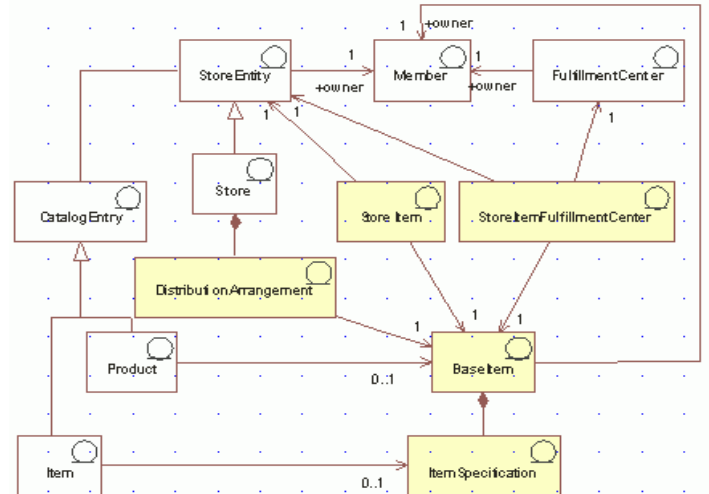 1
+owner
StoreEntity
1
+owner
Member
1
+owner
FulfillmentCenter
1
1
1
Store
CatalogEntry
Store Item
StoreItemFulfillmentCenter
DistributionArrangement
1
1
1
Product
0..1
BaseItem
Item
0..1
ItemSpecification